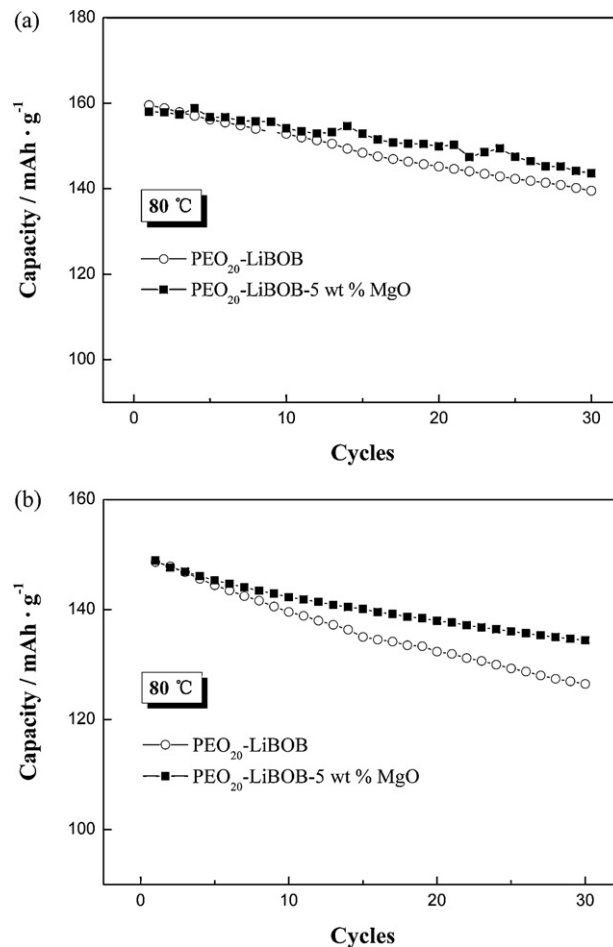 (a)
180
160
140
120
100
Capacity / mAh · g⁻¹
80 ℃
PEO₂₀-LiBOB
PEO₂₀-LiBOB-5 wt % MgO
0 10 20 30
Cycles
(b)
160
140
120
100
Capacity / mAh · g⁻¹
80 ℃
PEO₂₀-LiBOB
PEO₂₀-LiBOB-5 wt % MgO
0 10 20 30
Cycles